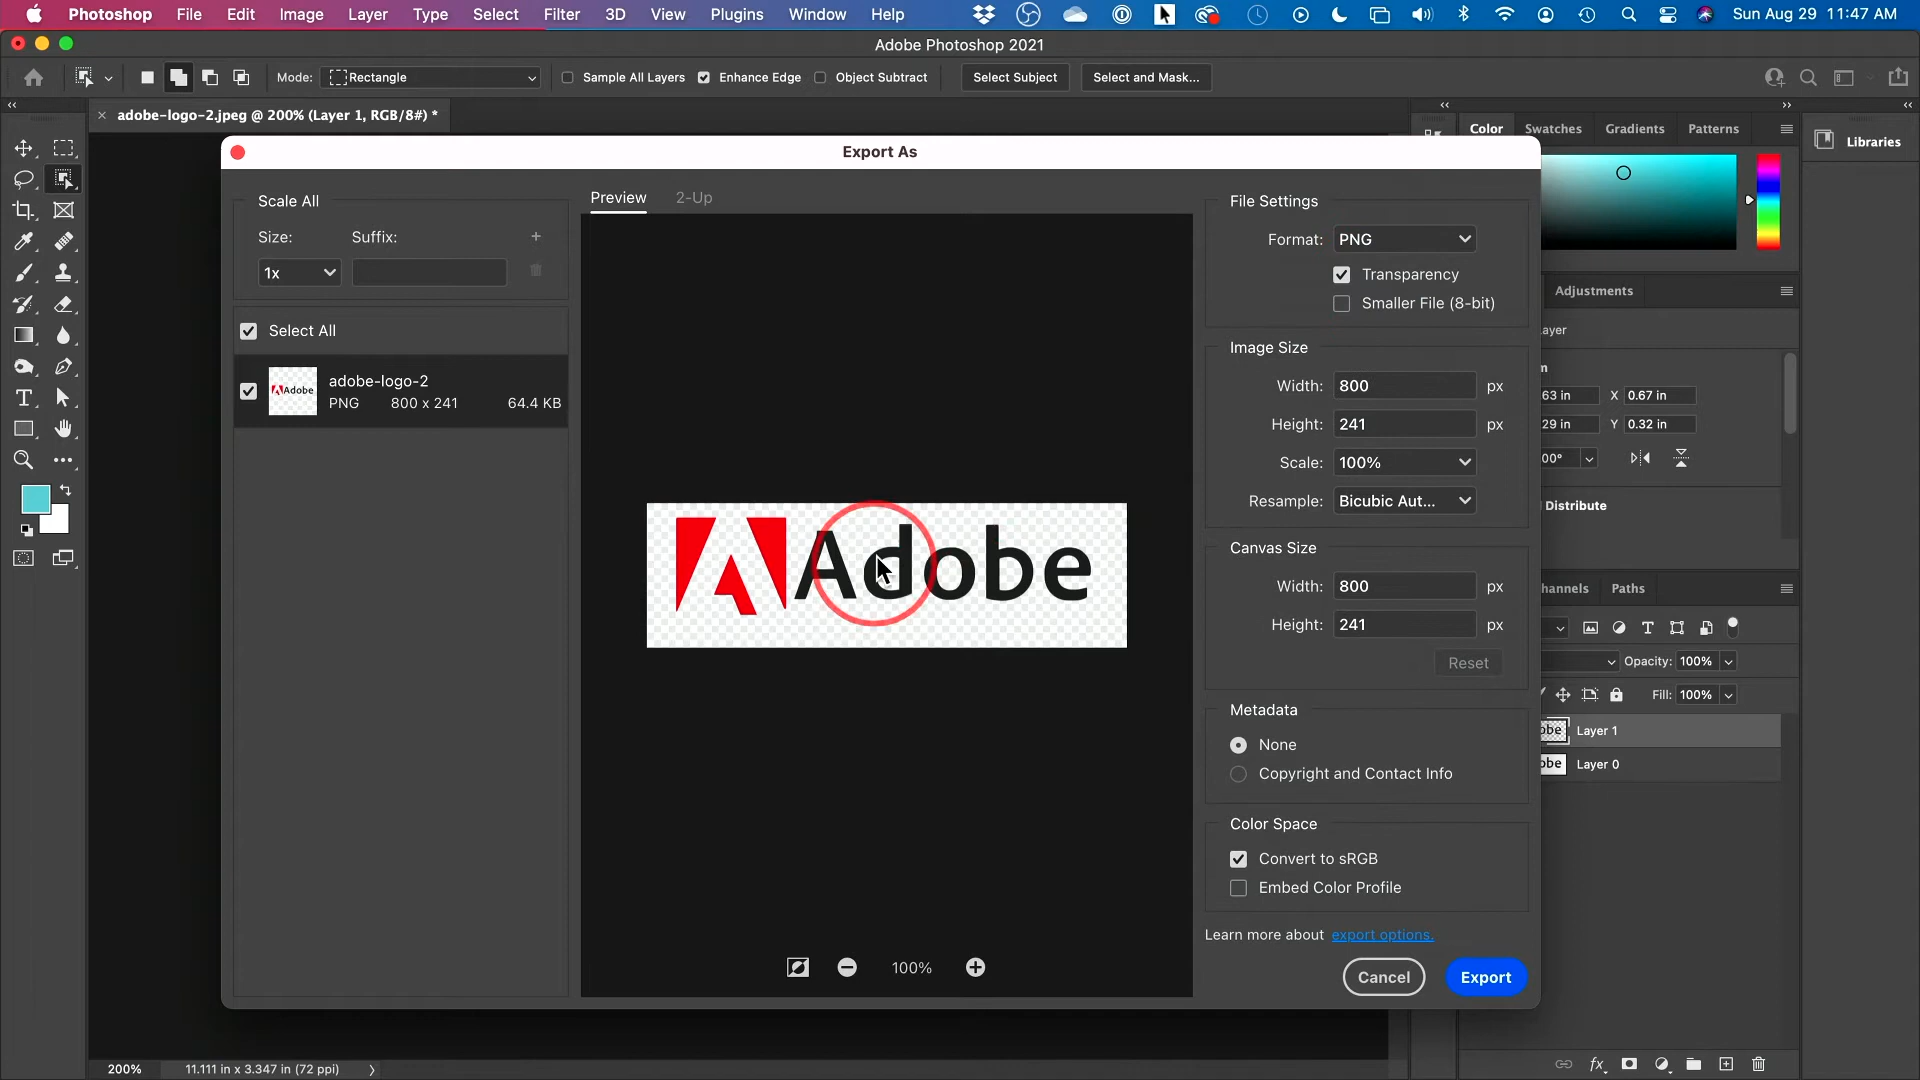 Photoshop File Edit Image Layer Type Select Filter 3D View Plugins Window Help Sun Aug 29 11:47 AM
Adobe Photoshop 2021
Mode: Rectangle Sample All Layers Enhance Edge Object Subtract Select Subject Select and Mask...
adobe-logo-2.jpeg @ 200% (Layer 1, RGB/8#) *
Export As
Scale All
Size: Suffix:
1x
Select All
adobe-logo-2
PNG 800 x 241 64.4 KB
Adobe
Preview 2-Up
Adobe
100%
File Settings
Format: PNG
Transparency
Smaller File (8-bit)
Image Size
Width: 800 px
Height: 241 px
Scale: 100%
Resample: Bicubic Aut...
Canvas Size
Width: 800 px
Height: 241 px
Reset
Metadata
None
Copyright and Contact Info
Color Space
Convert to sRGB
Embed Color Profile
Learn more about export options.
Cancel Export
Color Swatches Gradients Patterns
Libraries
Adjustments
ayer
m
63 in X 0.67 in
29 in Y 0.32 in
00°
Distribute
hannels Paths
Opacity: 100%
Fill: 100%
obe Layer 1
obe Layer 0
200% 11.111 in x 3.347 in (72 ppi)